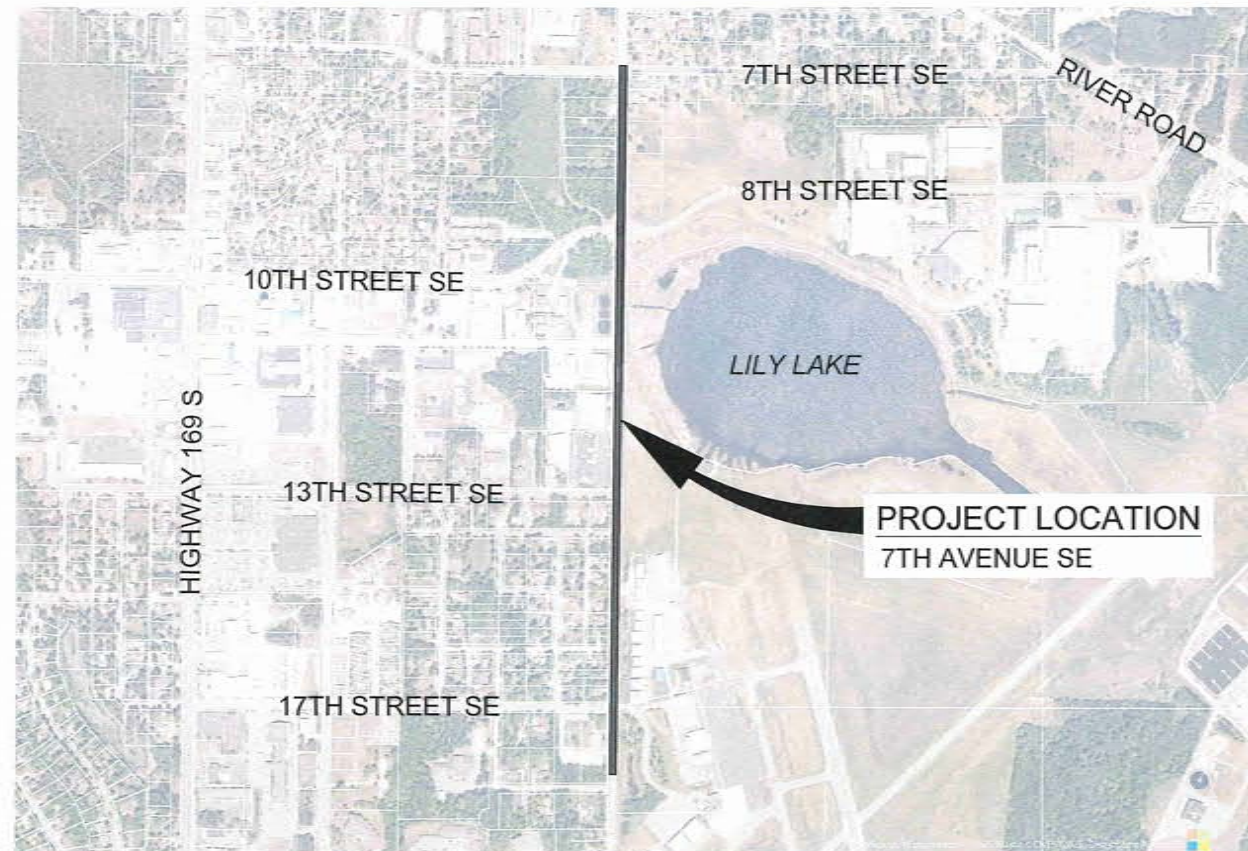 7TH STREET SE
RIVER ROAD
8TH STREET SE
10TH STREET SE
LILY LAKE
HIGHWAY 169 S
13TH STREET SE
PROJECT LOCATION
7TH AVENUE SE
17TH STREET SE